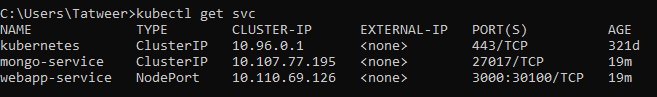 C:\Users\Tatweer>kubectl get svc
NAME TYPE CLUSTER-IP EXTERNAL-IP PORT(S) AGE
kubernetes ClusterIP 10.96.0.1 <none> 443/TCP 321d
mongo-service ClusterIP 10.107.77.195 <none> 27017/TCP 19m
webapp-service NodePort 10.110.69.126 <none> 3000:30100/TCP 19m